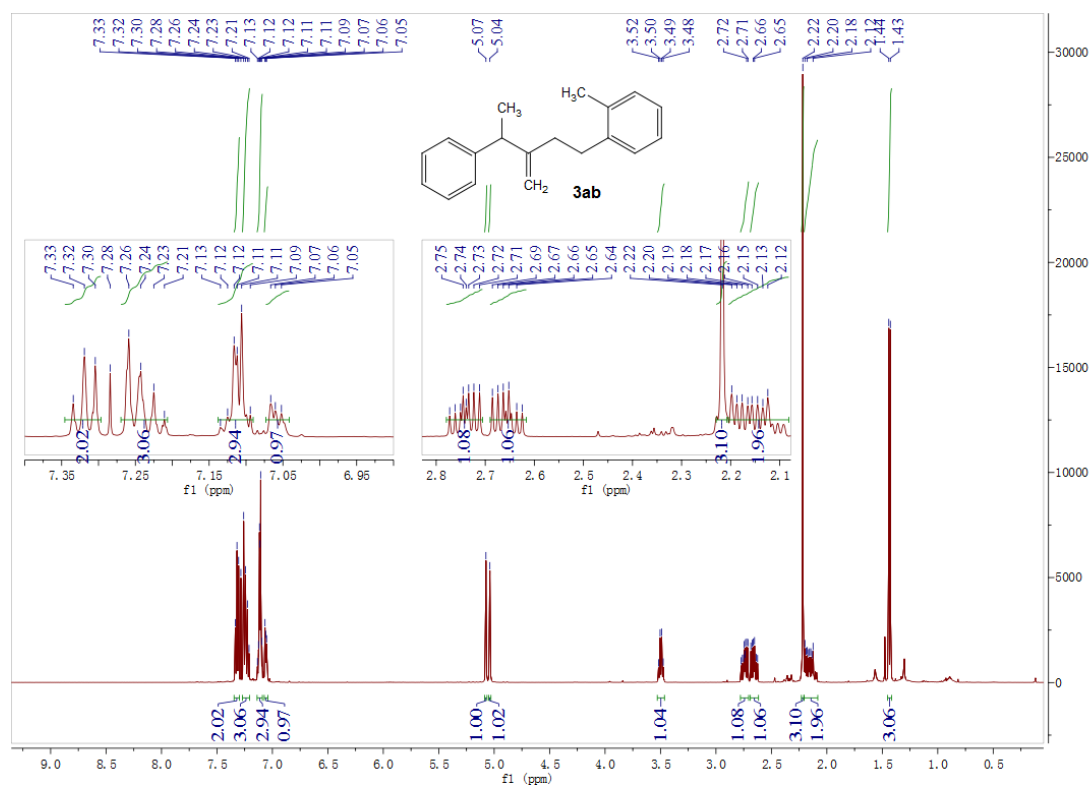 7.33 7.32 7.30 7.28 7.26 7.24 7.23 7.21 7.13 7.12 7.12 7.11 7.11 7.09 7.07 7.06 7.05 5.07 5.04 3.52 3.50 3.49 3.48 2.72 2.71 2.66 2.65 2.22 2.20 2.18 2.12 1.44 1.43
30000
CH₃
H₃C
CH₂
3ab
25000
7.33 7.32 7.30 7.28 7.26 7.24 7.23 7.21 7.13 7.12 7.12 7.11 7.11 7.09 7.07 7.06 7.05
2.75 2.74 2.73 2.72 2.71 2.69 2.67 2.66 2.65 2.64 2.22 2.20 2.19 2.18 2.17 2.16 2.15 2.13 2.12
20000
15000
2.02 3.06 2.94 0.97
7.35 7.25 7.15 7.05 6.95
f1 (ppm)
1.08 1.06 3.10 1.96
2.8 2.7 2.6 2.5 2.4 2.3 2.2 2.1
f1 (ppm)
10000
5000
0
2.02 3.06 2.94 0.97 1.00 1.02 1.04 1.08 1.06 3.10 1.96 3.06
9.0 8.5 8.0 7.5 7.0 6.5 6.0 5.5 5.0 4.5 4.0 3.5 3.0 2.5 2.0 1.5 1.0 0.5
f1 (ppm)